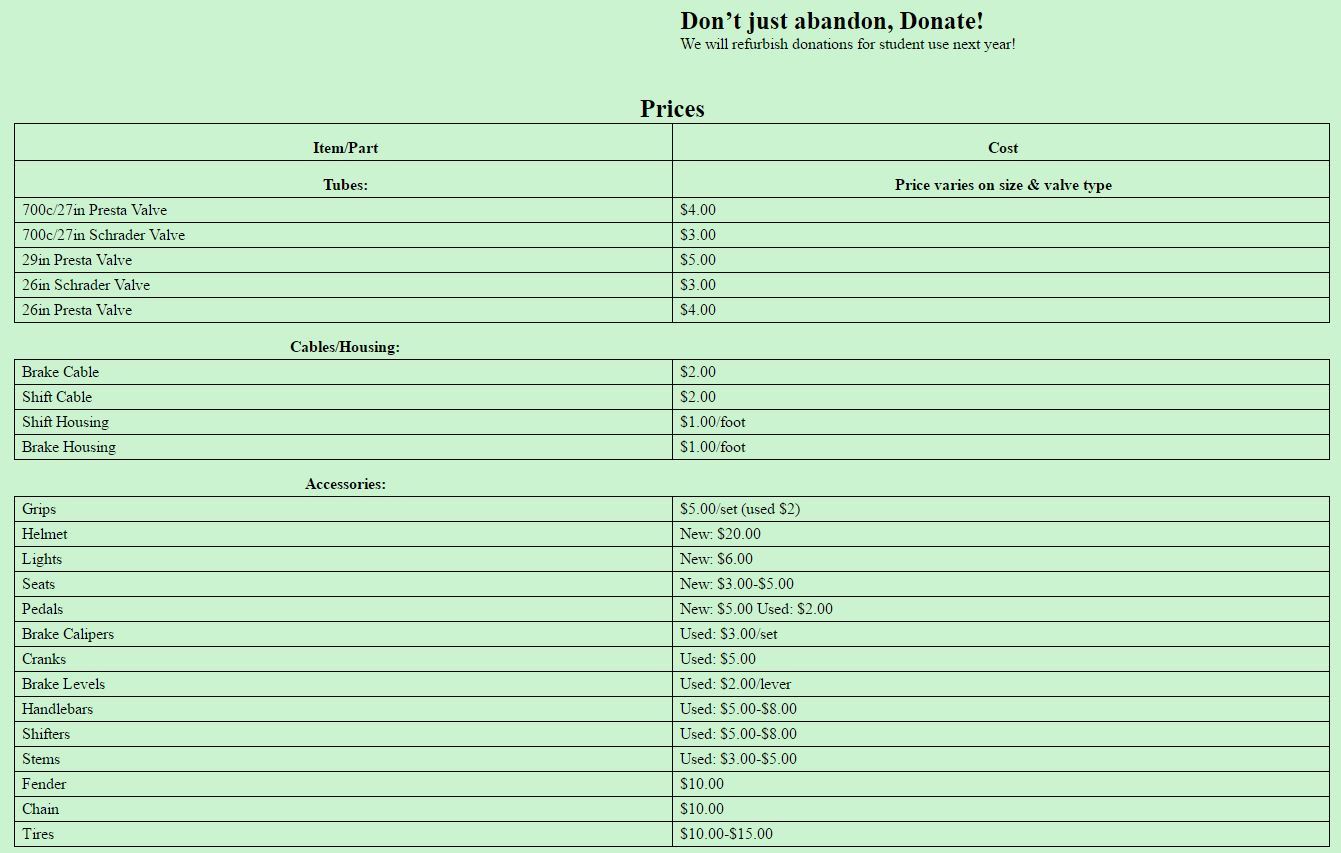 Don’t just abandon, Donate!
We will refurbish donations for student use next year!
Prices
Item/Part Cost
Tubes: Price varies on size & valve type
700c/27in Presta Valve $4.00
700c/27in Schrader Valve $3.00
29in Presta Valve $5.00
26in Schrader Valve $3.00
26in Presta Valve $4.00
Cables/Housing:
Brake Cable $2.00
Shift Cable $2.00
Shift Housing $1.00/foot
Brake Housing $1.00/foot
Accessories:
Grips $5.00/set (used $2)
Helmet New: $20.00
Lights New: $6.00
Seats New: $3.00-$5.00
Pedals New: $5.00 Used: $2.00
Brake Calipers Used: $3.00/set
Cranks Used: $5.00
Brake Levels Used: $2.00/lever
Handlebars Used: $5.00-$8.00
Shifters Used: $5.00-$8.00
Stems Used: $3.00-$5.00
Fender $10.00
Chain $10.00
Tires $10.00-$15.00